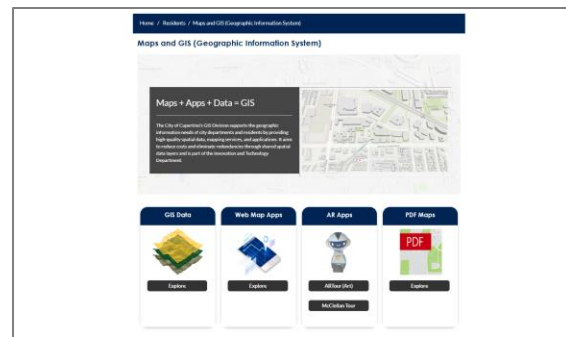 Home / Residents / Maps and GIS (Geographic Information System)
Maps and GIS (Geographic Information System)
Maps + Apps + Data = GIS
The City of Cupertino's GIS Division supports the geographic
information needs of city departments and residents by providing
high-quality spatial data, mapping services, and applications. It aims
to reduce costs and eliminate redundancies through shared spatial
data layers and is part of the Innovation and Technology
Department.
GIS Data
Web Map Apps
AR Apps
PDF Maps
PDF
Explore
Explore
ARTour (Art)
Explore
McClellan Tour